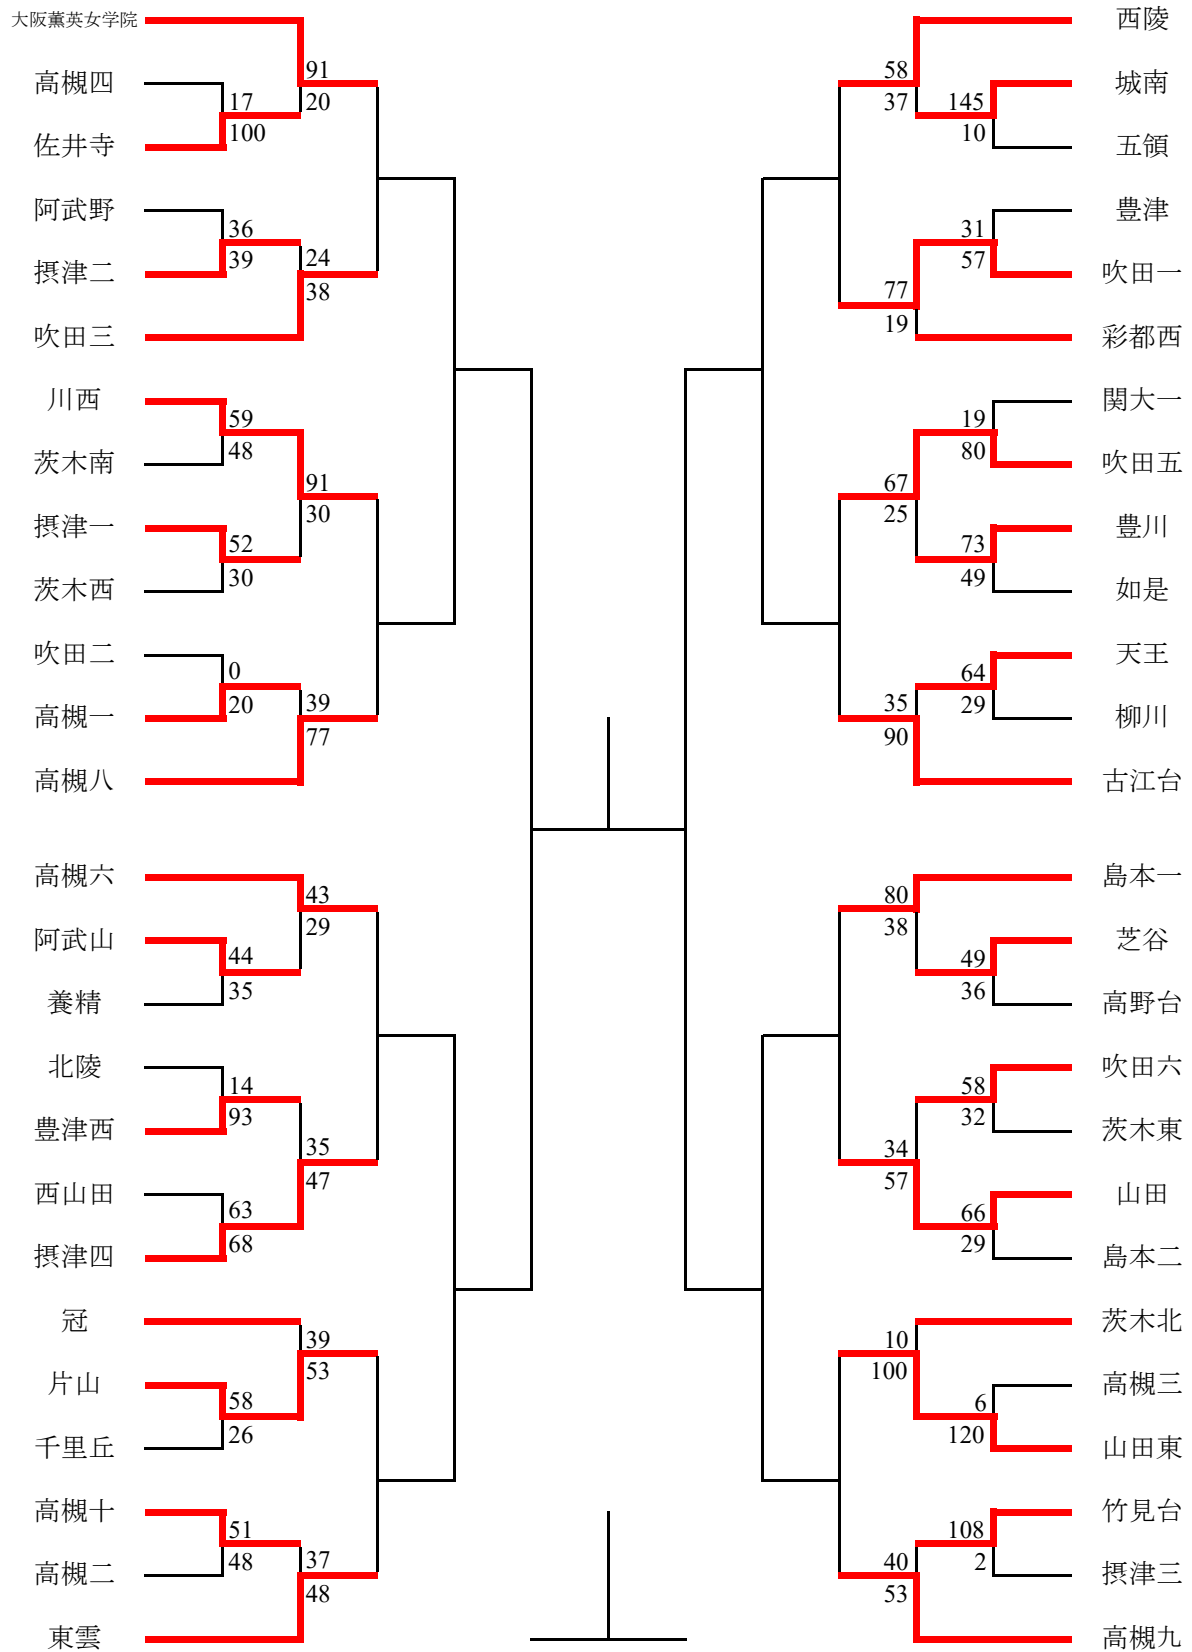 大阪薫英女学院
91
高槻四
17
20
100
佐井寺
阿武野
36
39
24
摂津二
38
吹田三
川西
59
48
茨木南
91
30
摂津一
52
30
茨木西
吹田二
0
20
39
高槻一
77
高槻八
高槻六
43
29
阿武山
44
35
養精
北陵
14
93
豊津西
35
47
西山田
63
68
摂津四
冠
39
53
片山
58
26
千里丘
高槻十
51
48
37
高槻二
48
東雲
西陵
58
城南
37
145
10
五領
豊津
31
57
吹田一
77
19
彩都西
関大一
19
80
吹田五
67
25
豊川
73
49
如是
天王
64
29
35
柳川
90
古江台
島本一
80
38
芝谷
49
36
高野台
吹田六
58
32
茨木東
34
57
山田
66
29
島本二
茨木北
10
100
高槻三
6
120
山田東
竹見台
108
2
40
摂津三
53
高槻九